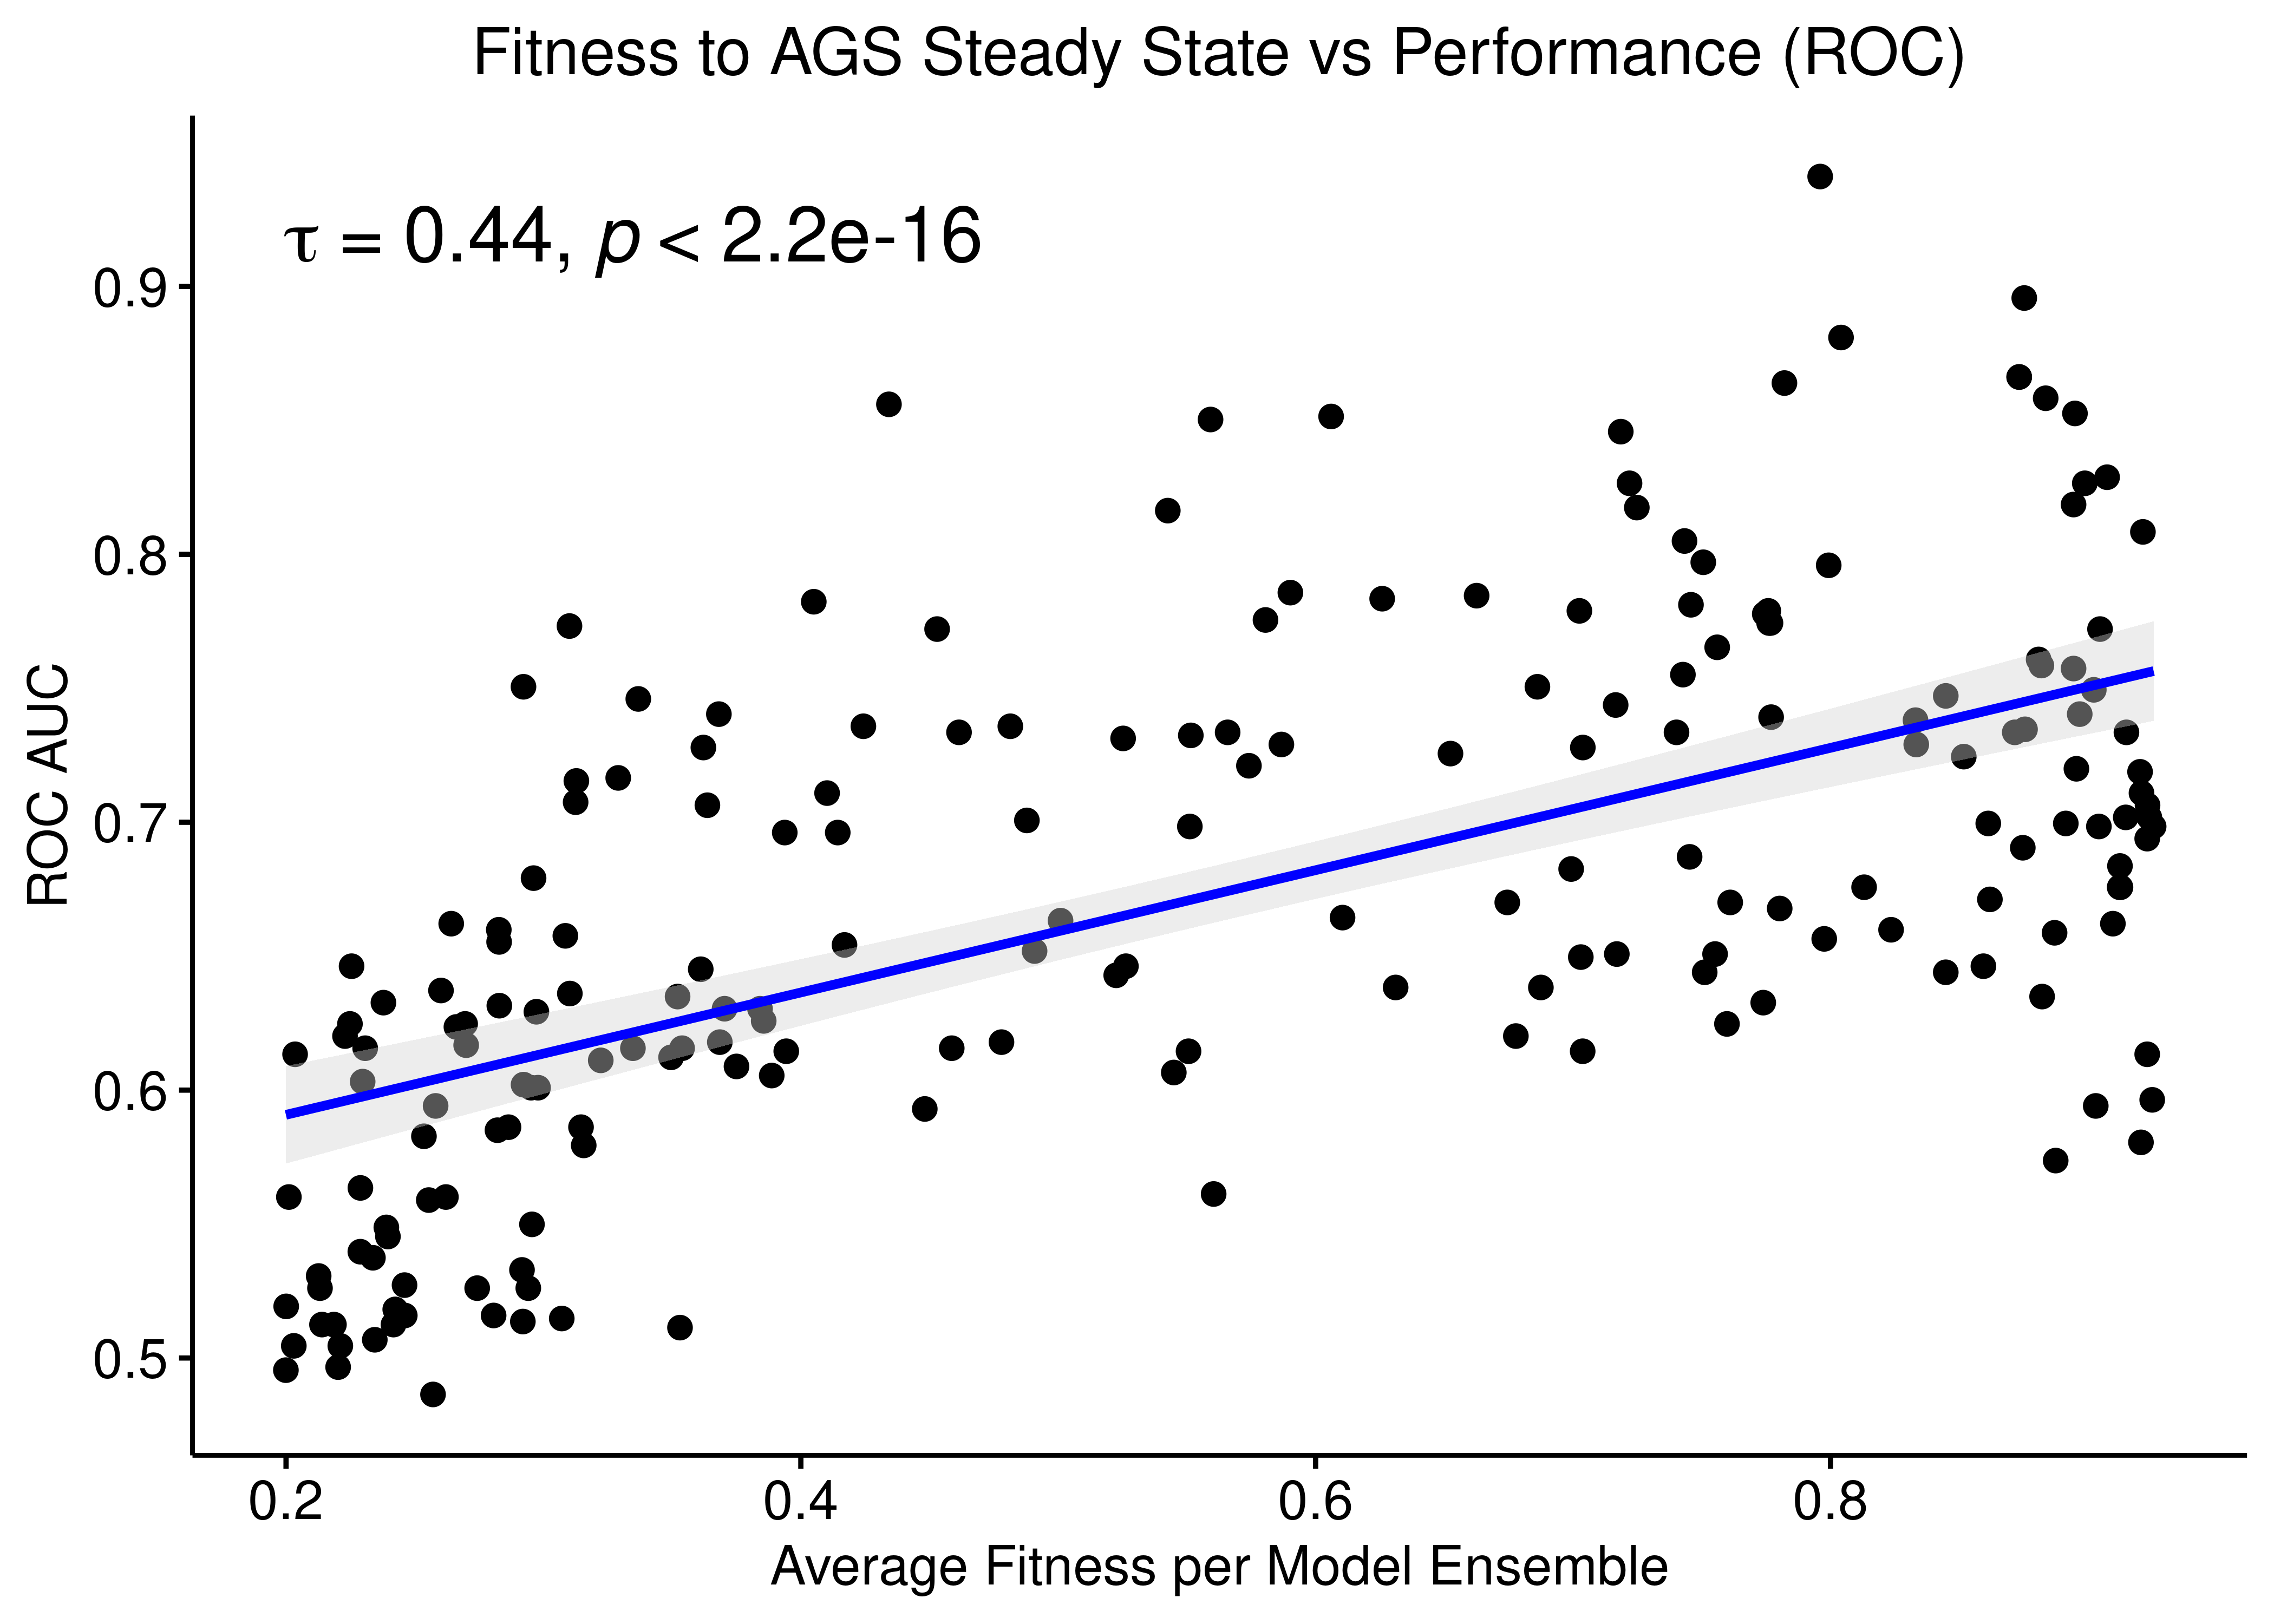 Fitness to AGS Steady State vs Performance (ROC)
τ = 0.44, p < 2.2e-16
0.9
0.8
0.7
0.6
0.5
ROC AUC
0.2 0.4 0.6 0.8
Average Fitness per Model Ensemble